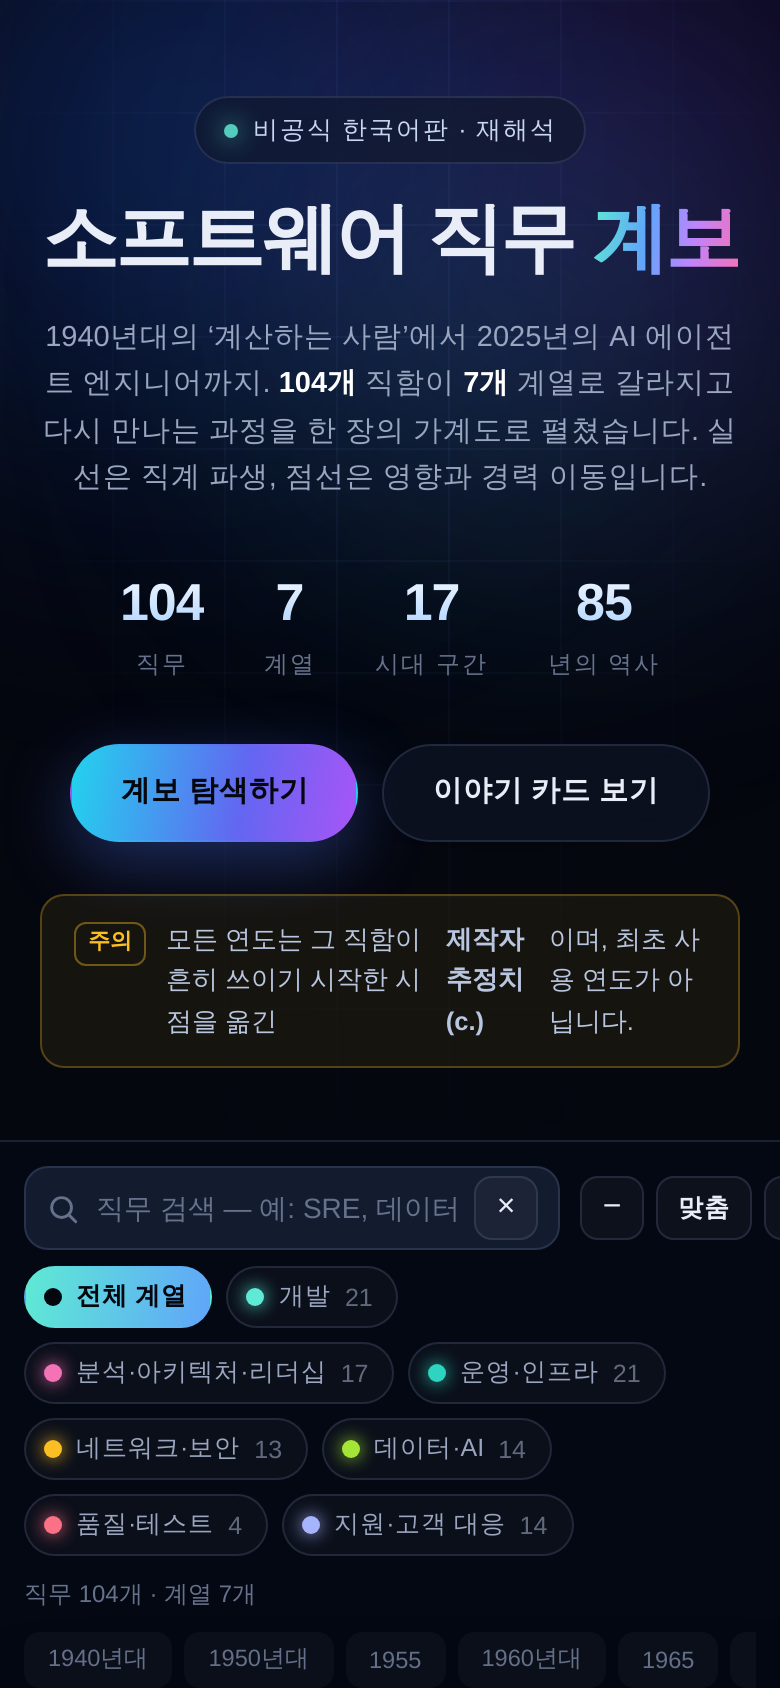 비공식 한국어판 · 재해석
소프트웨어 직무 계보
1940년대의 ‘계산하는 사람’에서 2025년의 AI 에이전
트 엔지니어까지. 104개 직함이 7개 계열로 갈라지고
다시 만나는 과정을 한 장의 가계도로 펼쳤습니다. 실
선은 직계 파생, 점선은 영향과 경력 이동입니다.
104 7 17 85
직무 계열 시대 구간 년의 역사
계보 탐색하기 이야기 카드 보기
주의
모든 연도는 그 직함이
흔히 쓰이기 시작한 시
점을 옮긴
제작자
추정치
(c.)
이며, 최초 사
용 연도가 아
닙니다.
직무 검색 — 예: SRE, 데이터 × − 맞춤
전체 계열 개발 21
분석·아키텍처·리더십 17 운영·인프라 21
네트워크·보안 13 데이터·AI 14
품질·테스트 4 지원·고객 대응 14
직무 104개 · 계열 7개
1940년대 1950년대 1955 1960년대 1965